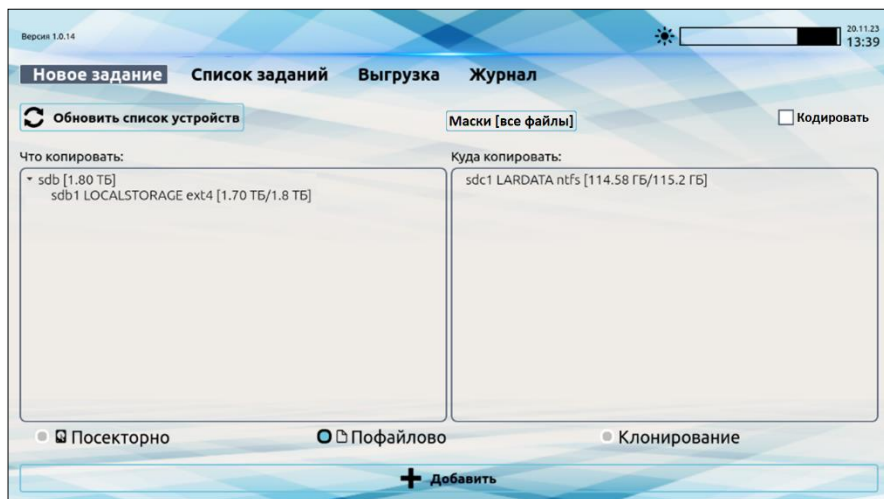 Версия 1.0.14
20.11.23
13:39
Новое задание Список заданий Выгрузка Журнал
Обновить список устройств Маски [все файлы] Кодировать
Что копировать: Куда копировать:
sdb [1.80 ТБ] sdc1 LARDATA ntfs [114.58 ГБ/115.2 ГБ]
sdb1 LOCALSTORAGE ext4 [1.70 ТБ/1.8 ТБ]
Посекторно Пофайлово Клонирование
Добавить